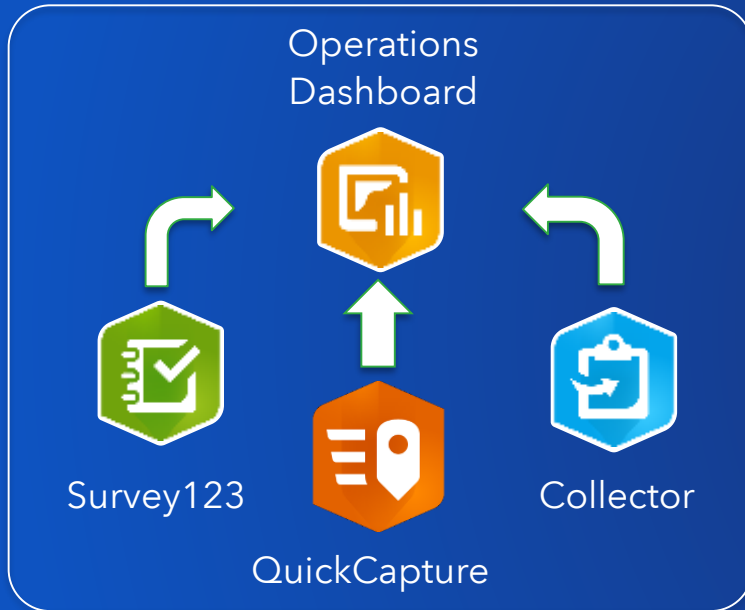 Operations
Dashboard
Survey123
Collector
QuickCapture